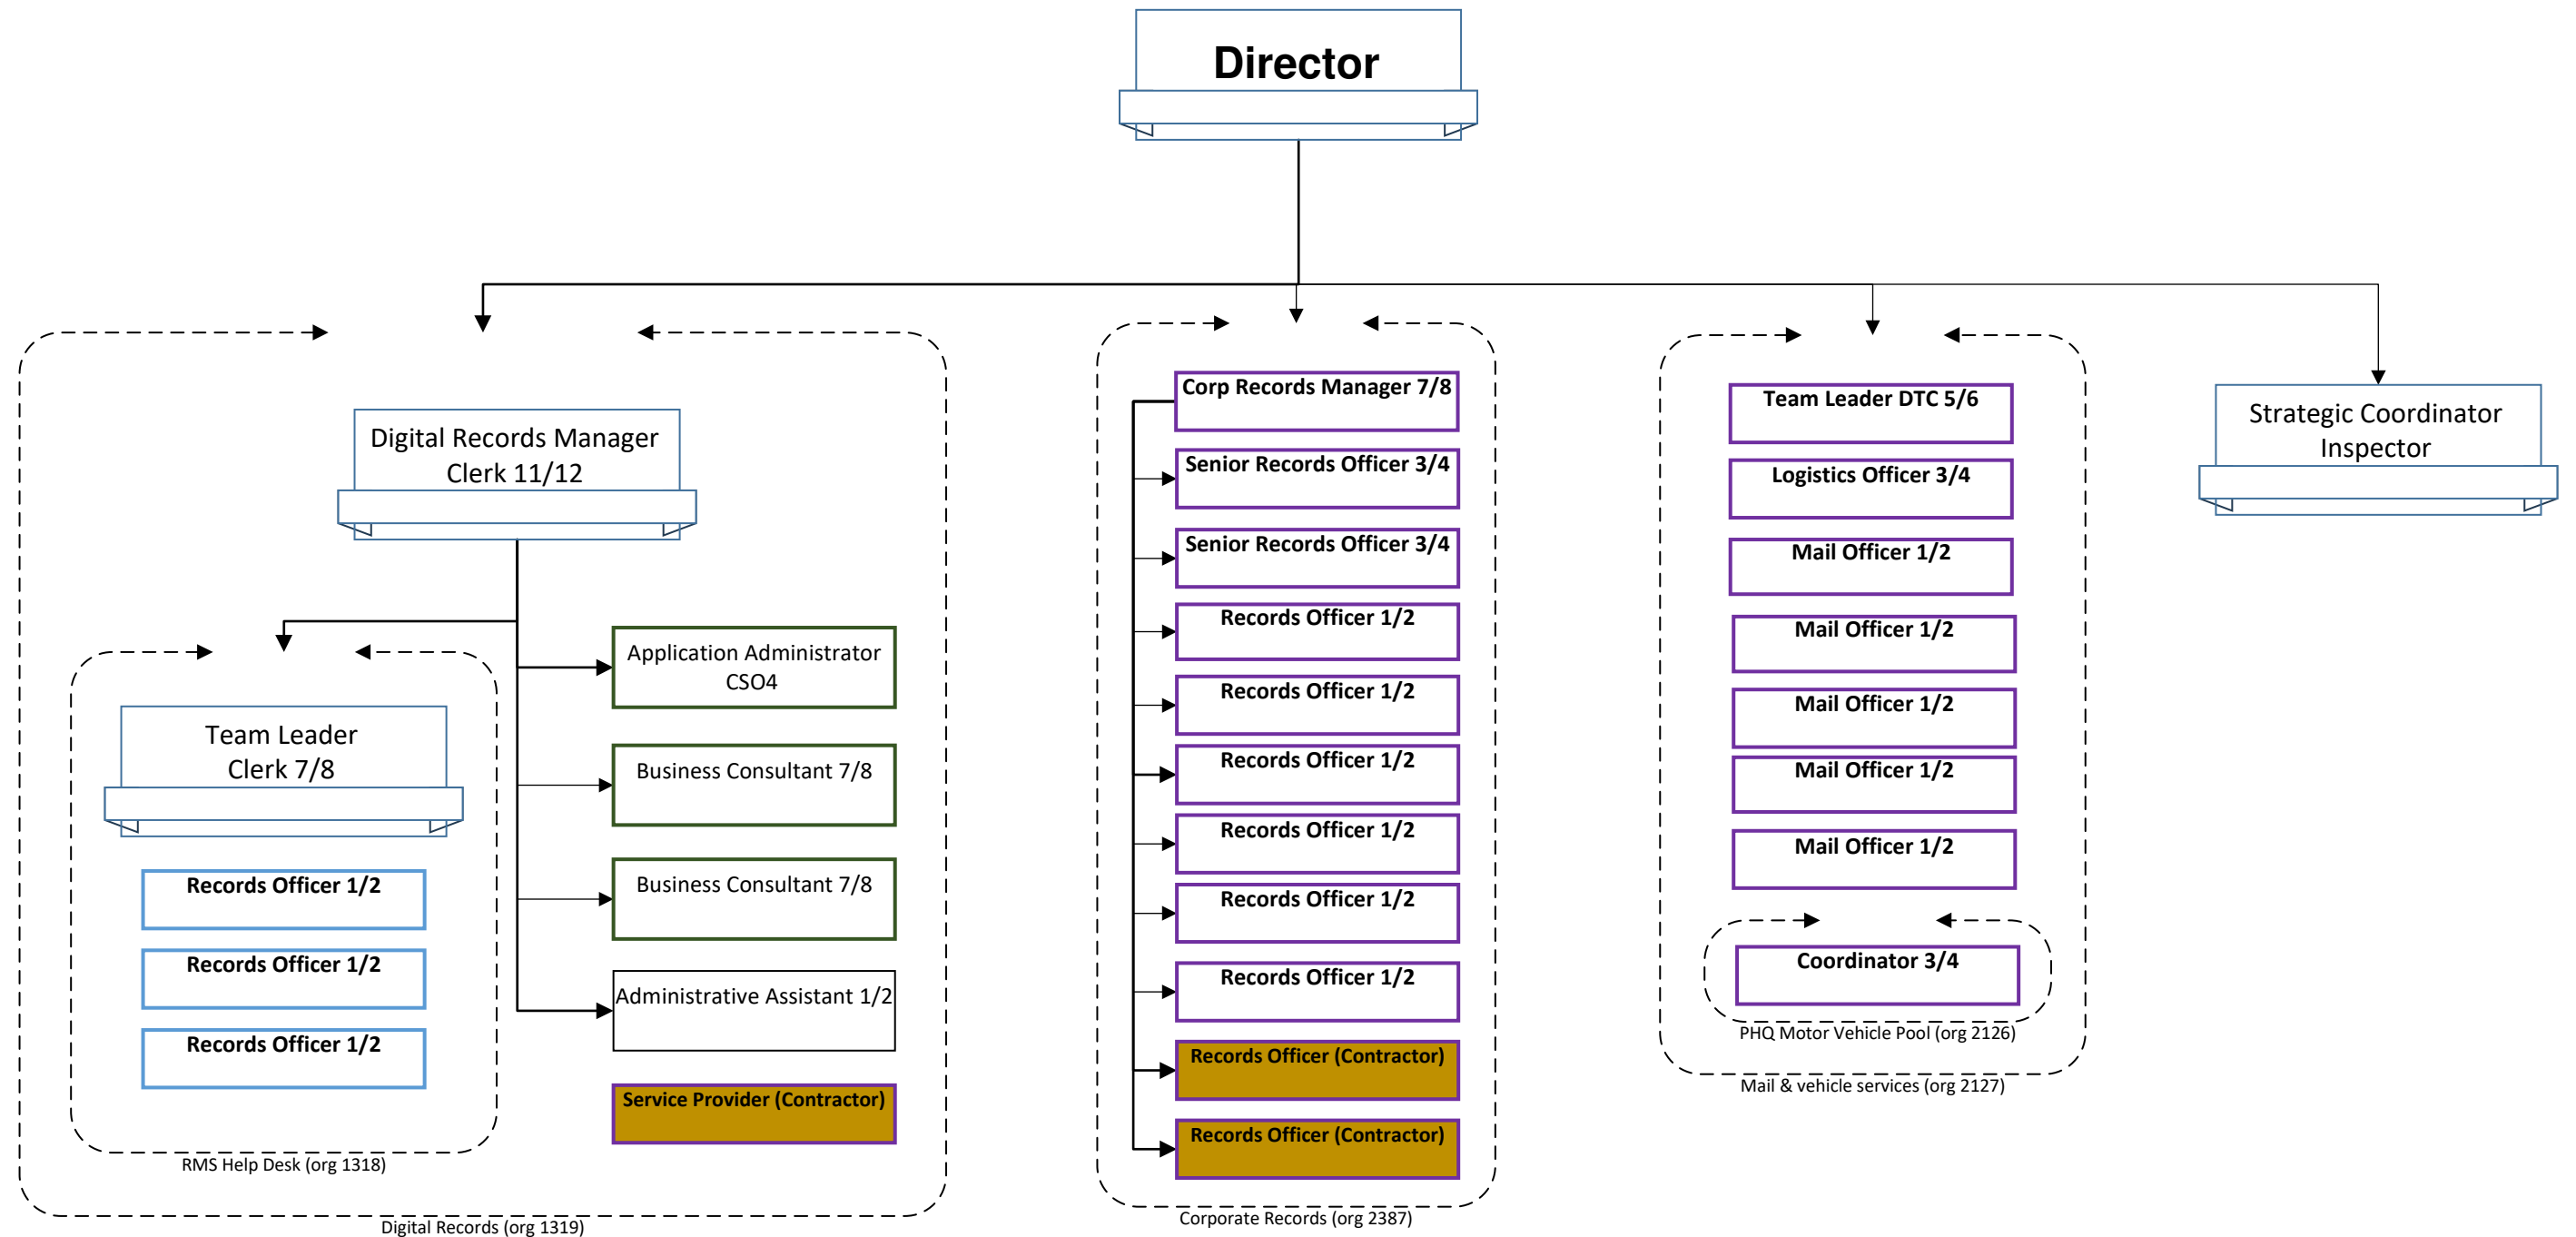 Director
Digital Records Manager
Clerk 11/12
Team Leader
Clerk 7/8
Records Officer 1/2
Records Officer 1/2
Records Officer 1/2
RMS Help Desk (org 1318)
Application Administrator
CSO4
Business Consultant 7/8
Business Consultant 7/8
Administrative Assistant 1/2
Service Provider (Contractor)
Digital Records (org 1319)
Corp Records Manager 7/8
Senior Records Officer 3/4
Senior Records Officer 3/4
Records Officer 1/2
Records Officer 1/2
Records Officer 1/2
Records Officer 1/2
Records Officer 1/2
Records Officer 1/2
Records Officer (Contractor)
Records Officer (Contractor)
Corporate Records (org 2387)
Team Leader DTC 5/6
Logistics Officer 3/4
Mail Officer 1/2
Mail Officer 1/2
Mail Officer 1/2
Mail Officer 1/2
Mail Officer 1/2
Coordinator 3/4
PHQ Motor Vehicle Pool (org 2126)
Mail & vehicle services (org 2127)
Strategic Coordinator
Inspector